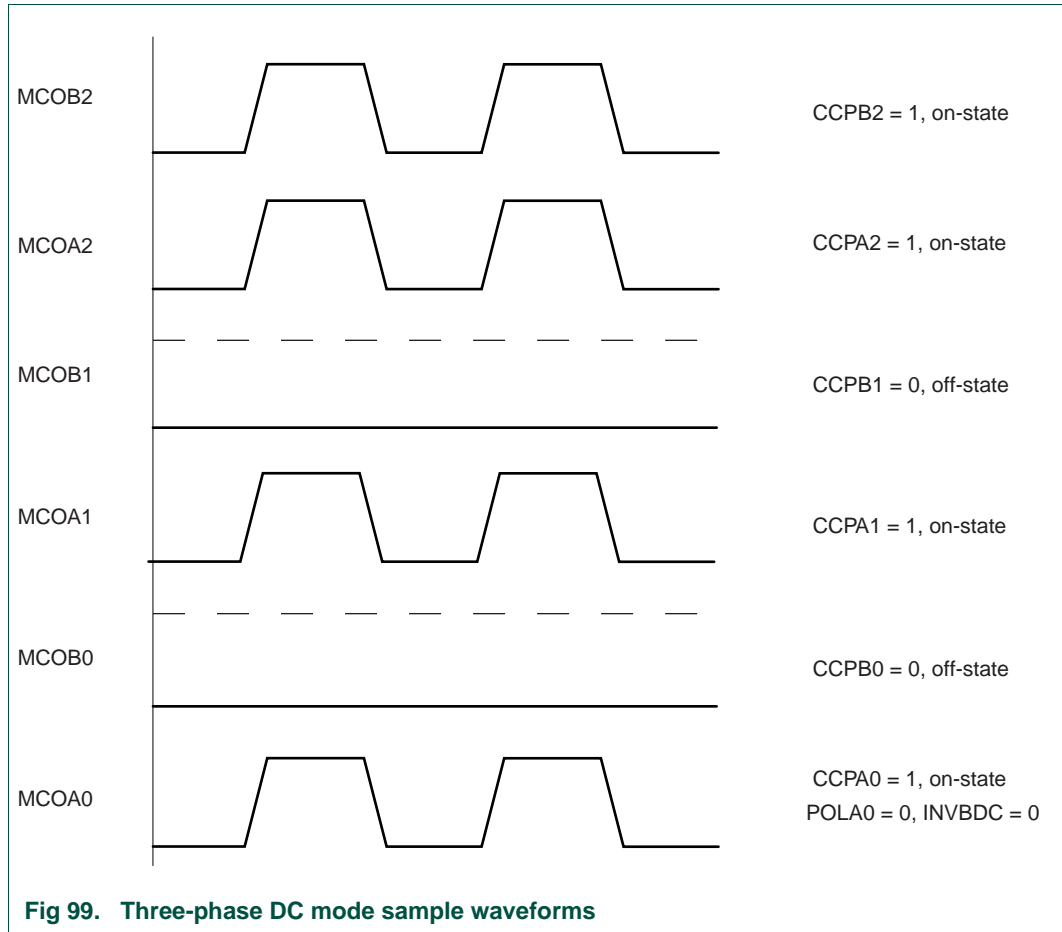 MCOB2
CCPB2 = 1, on-state
MCOA2
CCPA2 = 1, on-state
MCOB1
CCPB1 = 0, off-state
MCOA1
CCPA1 = 1, on-state
MCOB0
CCPB0 = 0, off-state
MCOA0
CCPA0 = 1, on-state
POLA0 = 0, INVBDC = 0
Fig 99. Three-phase DC mode sample waveforms